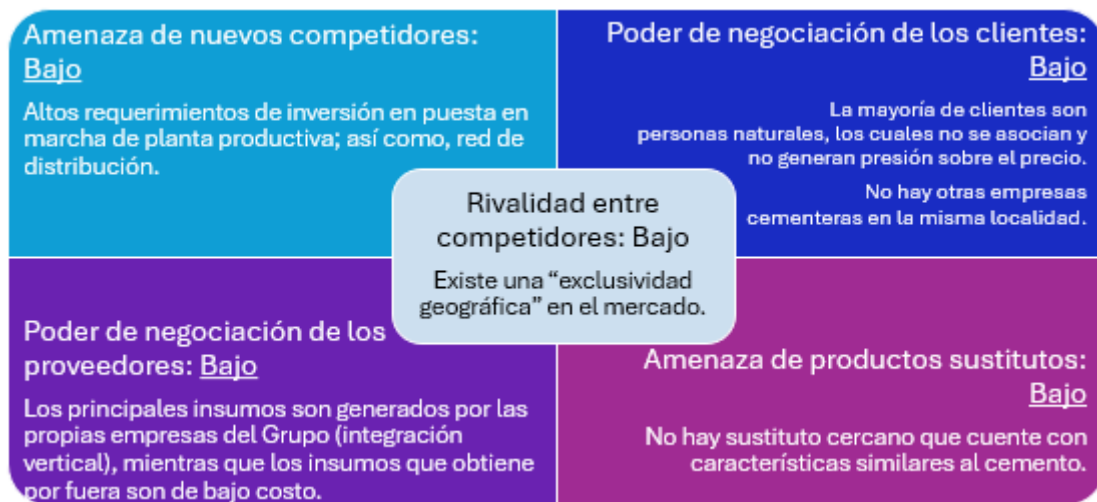 Amenaza de nuevos competidores:
Bajo
Altos requerimientos de inversión en puesta en
marcha de planta productiva; así como, red de
distribución.
Poder de negociación de los clientes:
Bajo
La mayoría de clientes son
personas naturales, los cuales no se asocian y
no generan presión sobre el precio.
No hay otras empresas
cementeras en la misma localidad.
Rivalidad entre
competidores: Bajo
Existe una “exclusividad
geográfica” en el mercado.
Poder de negociación de los
proveedores: Bajo
Los principales insumos son generados por las
propias empresas del Grupo (integración
vertical), mientras que los insumos que obtiene
por fuera son de bajo costo.
Amenaza de productos sustitutos:
Bajo
No hay sustituto cercano que cuente con
características similares al cemento.